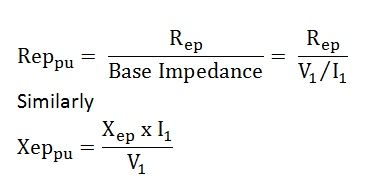 Rep_pu = R_ep / Base Impedance = R_ep / V_1/I_1
Similarly
Xep_pu = X_ep x I_1 / V_1